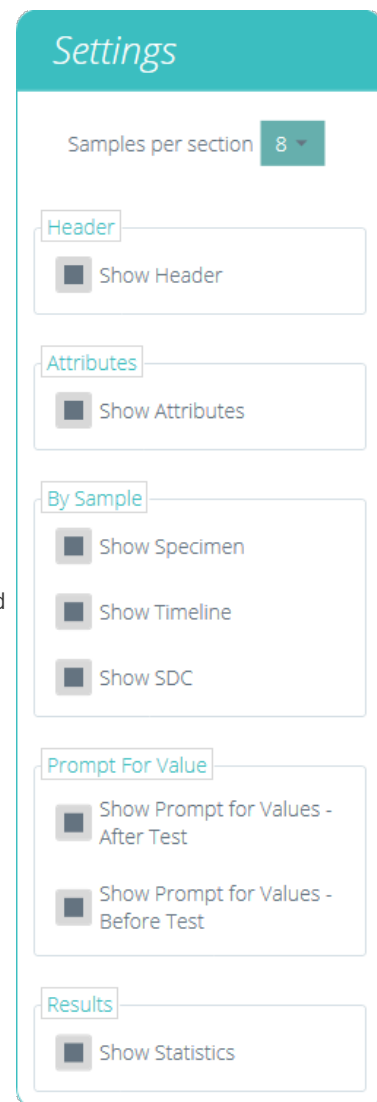 Settings
Samples per section 8
Header
Show Header
Attributes
Show Attributes
By Sample
Show Specimen
d
Show Timeline
Show SDC
Prompt For Value
Show Prompt for Values -
After Test
Show Prompt for Values -
Before Test
Results
Show Statistics